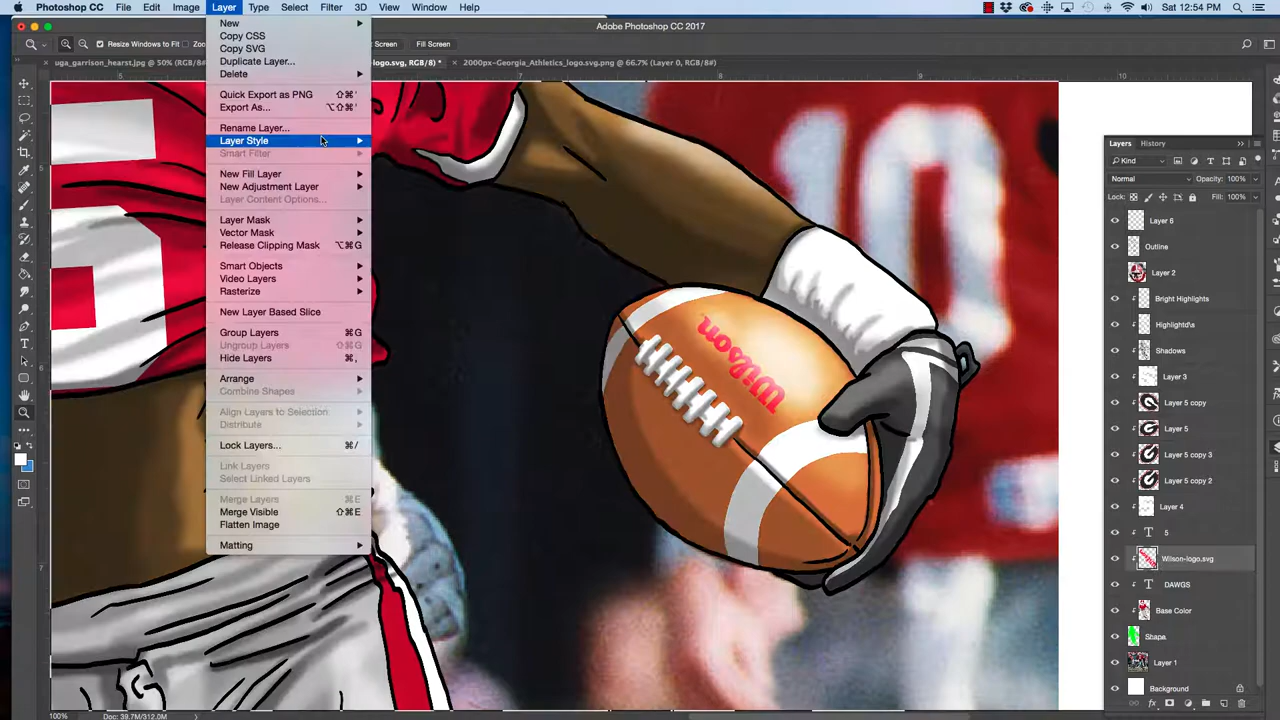 Photoshop CC File Edit Image Layer Type Select Filter 3D View Window Help Sat 12:54 PM
Adobe Photoshop CC 2017
Resize Windows to Fit Zoo Screen Fill Screen
uga_garrison_hearst.jpg @ 50% (RGB/8 -logo.svg, RGB/8) * 2000px-Georgia_Athletics_logo.svg.png @ 66.7% (Layer 0, RGB/8#)
6 7 8 9 10
New
Copy CSS
Copy SVG
Duplicate Layer...
Delete
Quick Export as PNG ⇧⌘'
Export As... ⌥⇧⌘'
Rename Layer...
Layer Style
Smart Filter
New Fill Layer
New Adjustment Layer
Layer Content Options...
Layer Mask
Vector Mask
Release Clipping Mask ⌥⌘G
Smart Objects
Video Layers
Rasterize
New Layer Based Slice
Group Layers ⌘G
Ungroup Layers ⇧⌘G
Hide Layers ⌘,
Arrange
Combine Shapes
Align Layers to Selection
Distribute
Lock Layers... ⌘/
Link Layers
Select Linked Layers
Merge Layers ⌘E
Merge Visible ⇧⌘E
Flatten Image
Matting
10
Wilson
Layers History
Kind
Normal Opacity: 100%
Lock: Fill: 100%
Layer 6
Outline
Layer 2
Bright Highlights
Highlightd\a
Shadows
Layer 3
Layer 5 copy
Layer 5
Layer 5 copy 3
Layer 5 copy 2
Layer 4
T 5
Wilson-logo.svg
T DAWGS
Base Color
Shape
Layer 1
Background
100% Doc: 39.7M/312.0M